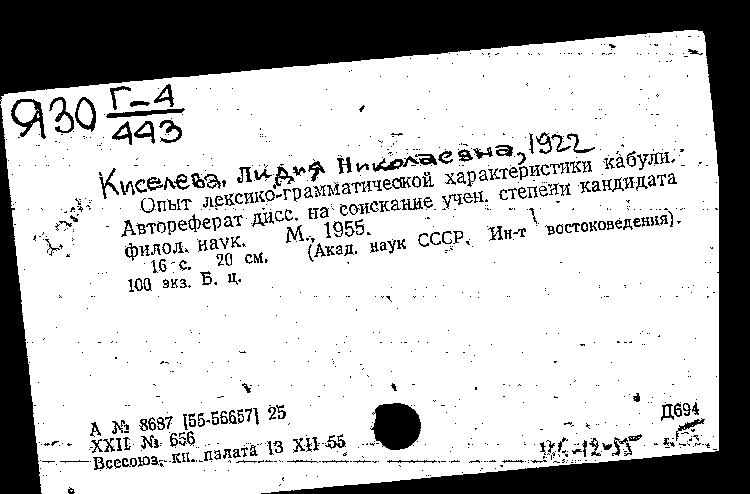 Я30 Г-4
443
Киселева, Лидия Николаевна, 1922
Опыт лексико-грамматической характеристики кабули.
Автореферат дисс. на соискание учен. степени кандидата
филол. наук. М., 1955.
16 с. 20 см. (Акад. наук СССР. Ин-т востоковедения).
100 экз. Б. ц.
А № 8687 [55-56657] 25
XXII № 656
Всесоюз. кн. палата 13 XII 55
Д694
-12-55